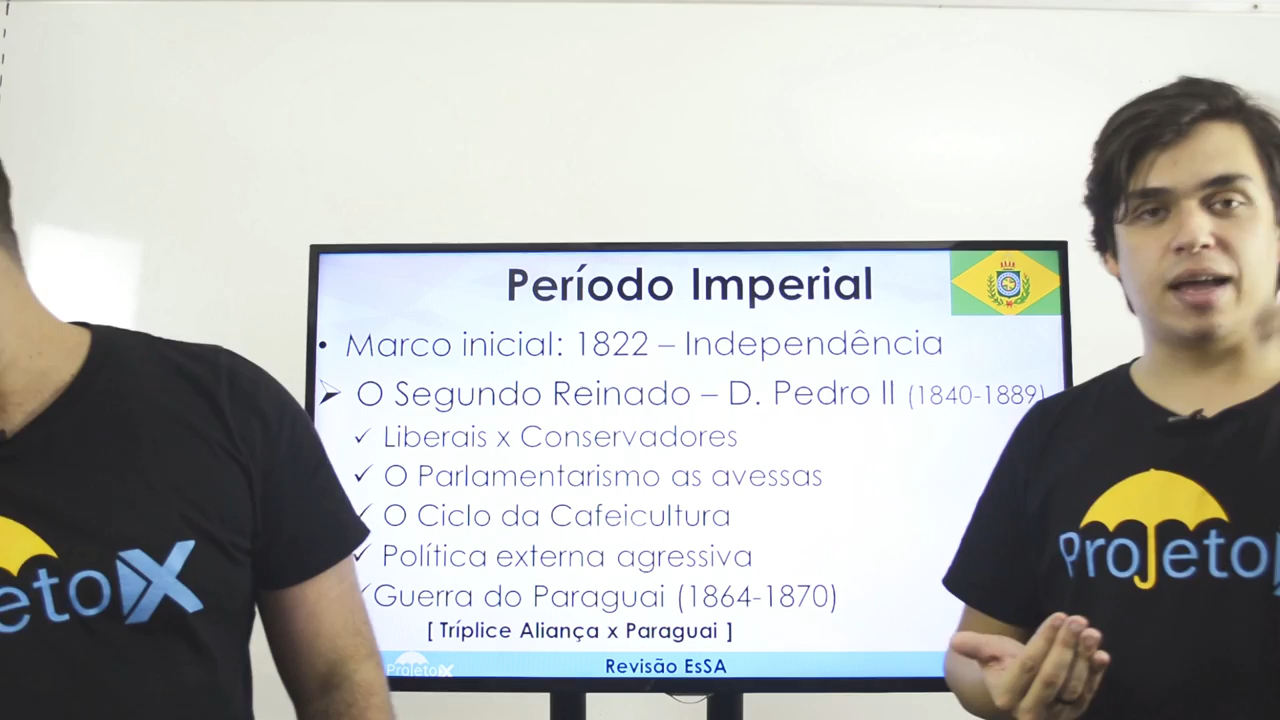 Período Imperial
• Marco inicial: 1822 – Independência
➢ O Segundo Reinado – D. Pedro II (1840-1889)
✓ Liberais x Conservadores
✓ O Parlamentarismo as avessas
✓ O Ciclo da Cafeicultura
✓ Política externa agressiva
✓ Guerra do Paraguai (1864-1870)
[ Tríplice Aliança x Paraguai ]
ProjetoX
Revisão EsSA
etoX
Projeto